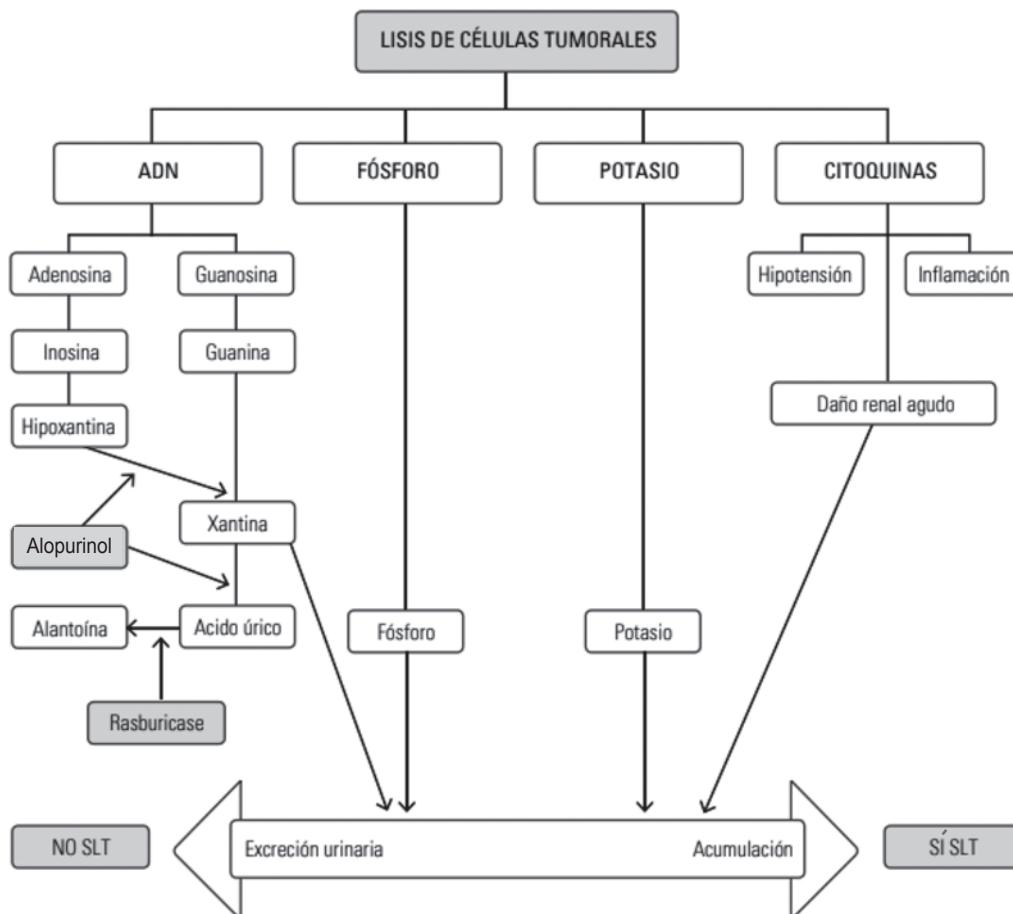 LISIS DE CÉLULAS TUMORALES
ADN
FÓSFORO
POTASIO
CITOQUINAS
Adenosina
Guanosina
Hipotensión
Inflamación
Inosina
Guanina
Daño renal agudo
Hipoxantina
Xantina
Alopurinol
Alantoína
Acido úrico
Fósforo
Potasio
Rasburicase
NO SLT
Excreción urinaria
Acumulación
SÍ SLT